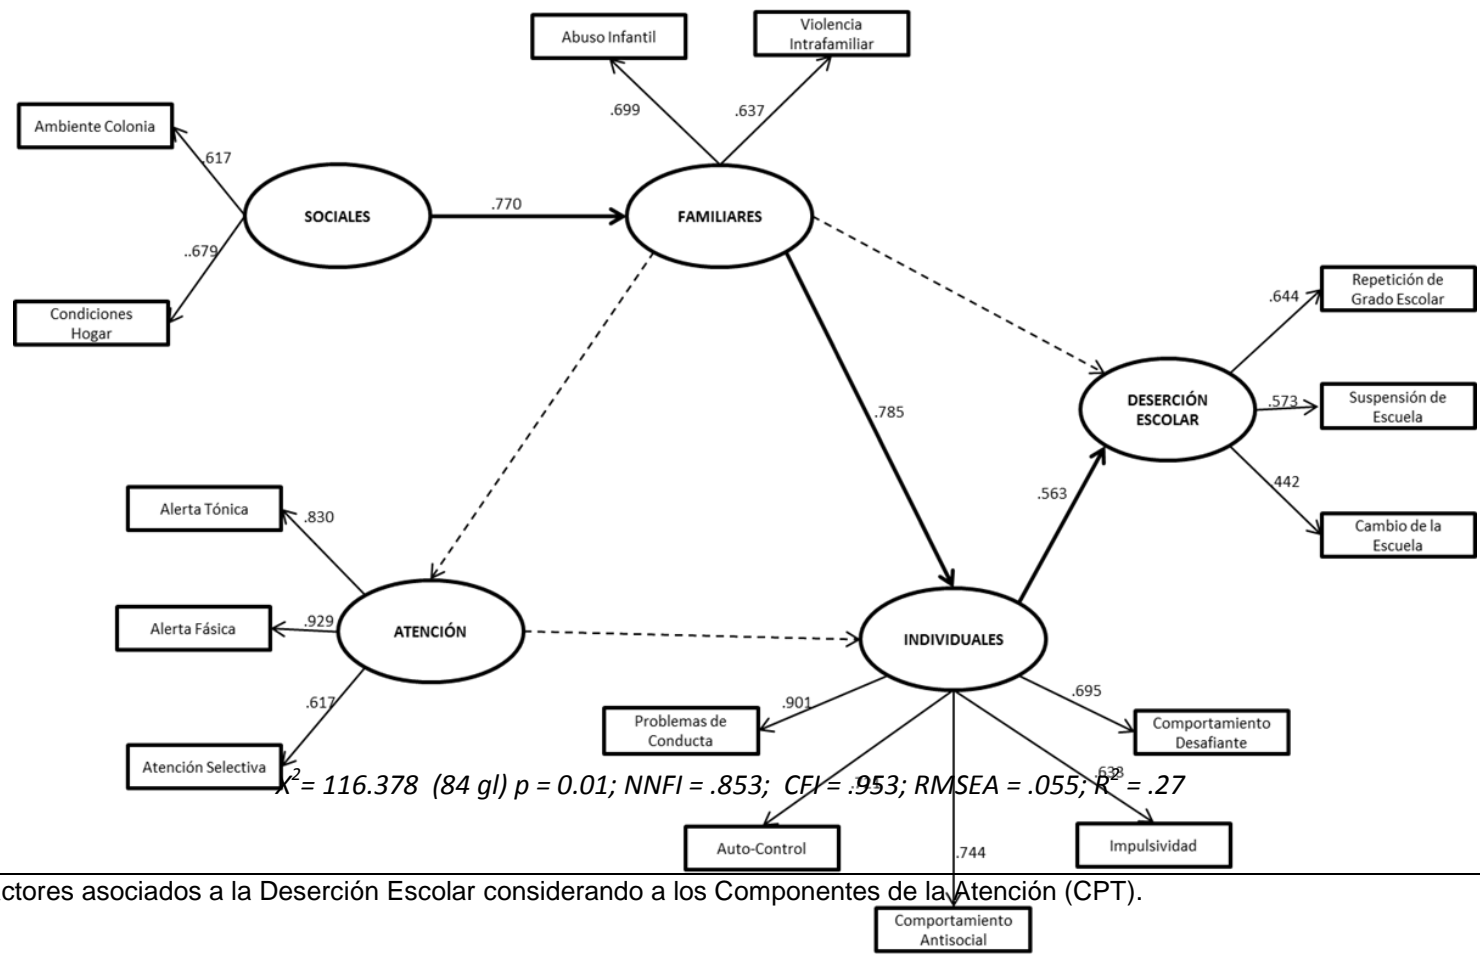 Abuso Infantil
Violencia
Intrafamiliar
.699
.637
Ambiente Colonia
.617
SOCIALES
.770
FAMILIARES
..679
Condiciones
Hogar
Repetición de
Grado Escolar
.644
DESERCIÓN
ESCOLAR
.573
Suspensión de
Escuela
.785
.442
Cambio de la
Escuela
.563
Alerta Tónica
.830
Alerta Fásica
.929
ATENCIÓN
INDIVIDUALES
.617
Atención Selectiva
.901
Problemas de
Conducta
.695
Comportamiento
Desafiante
.633
X²= 116.378 (84 gl) p = 0.01; NNFI = .853; CFI = .953; RMSEA = .055; R² = .27
Auto-Control
.744
Impulsividad
ctores asociados a la Deserción Escolar considerando a los Componentes de la Atención (CPT).
Comportamiento
Antisocial